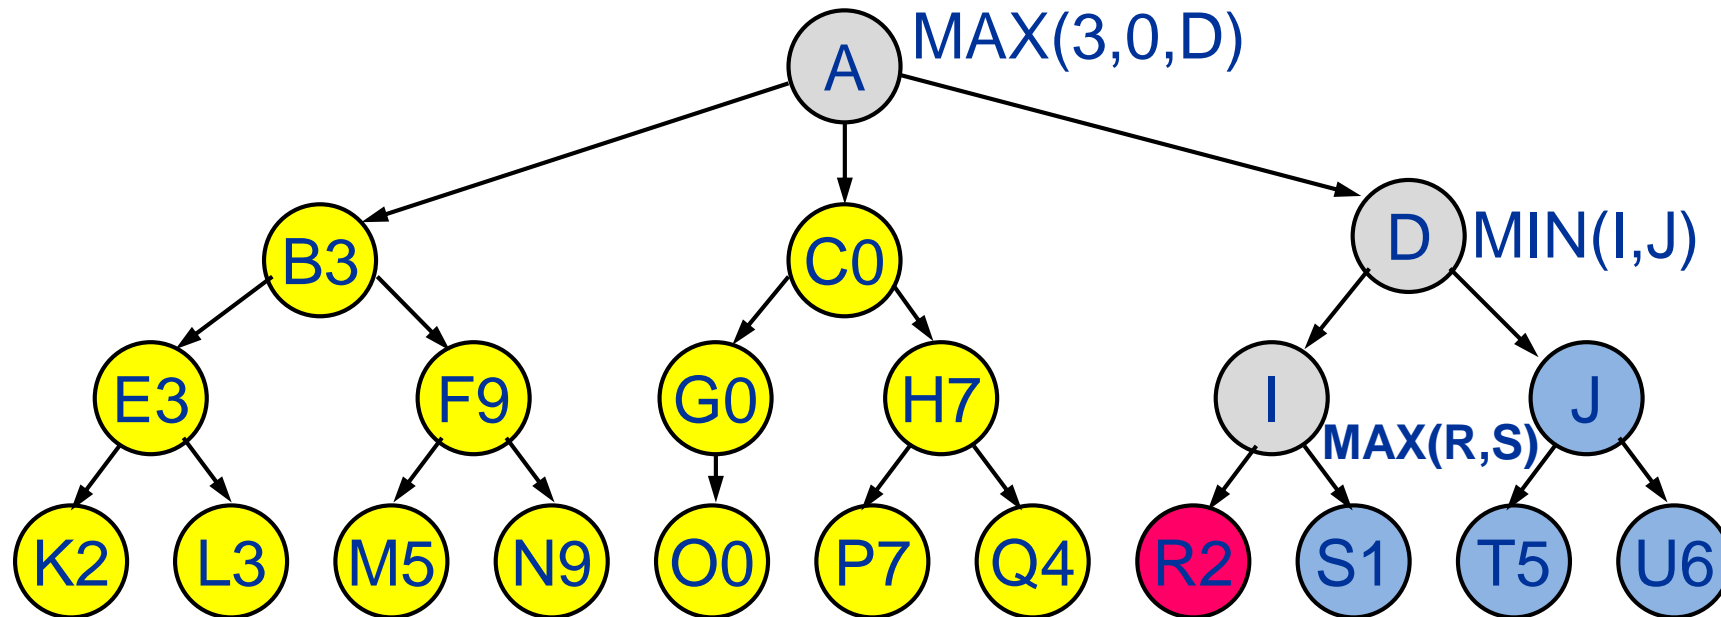 A MAX(3,0,D)
B3 C0 D MIN(I,J)
E3 F9 G0 H7 I J
MAX(R,S)
K2 L3 M5 N9 O0 P7 Q4 R2 S1 T5 U6